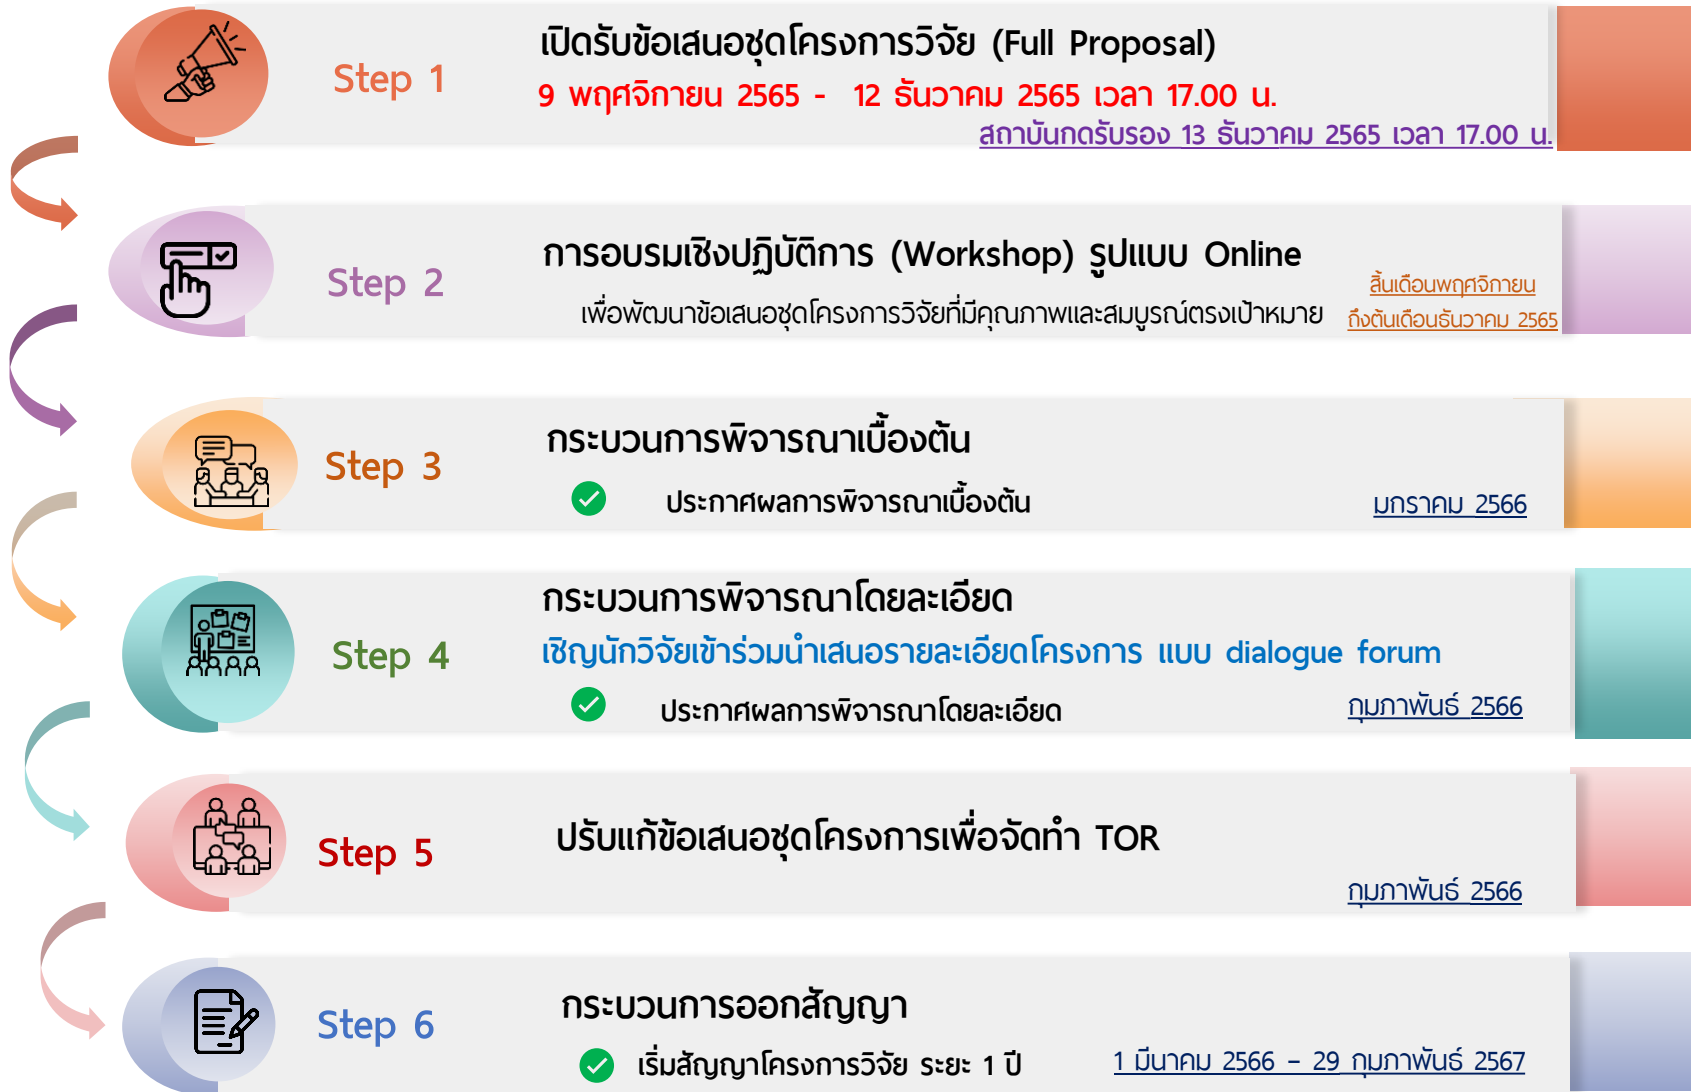 เปิดรับข้อเสนอชุดโครงการวิจัย (Full Proposal)
Step 1
9 พฤศจิกายน 2565 - 12 ธันวาคม 2565 เวลา 17.00 น.
สถาบันกดรับรอง 13 ธันวาคม 2565 เวลา 17.00 น.
การอบรมเชิงปฏิบัติการ (Workshop) รูปแบบ Online
Step 2
สิ้นเดือนพฤศจิกายน
เพื่อพัฒนาข้อเสนอชุดโครงการวิจัยที่มีคุณภาพและสมบูรณ์ตรงเป้าหมาย
ถึงต้นเดือนธันวาคม 2565
กระบวนการพิจารณาเบื้องต้น
Step 3
ประกาศผลการพิจารณาเบื้องต้น
มกราคม 2566
กระบวนการพิจารณาโดยละเอียด
Step 4
เชิญนักวิจัยเข้าร่วมนำเสนอรายละเอียดโครงการ แบบ dialogue forum
ประกาศผลการพิจารณาโดยละเอียด
กุมภาพันธ์ 2566
ปรับแก้ข้อเสนอชุดโครงการเพื่อจัดทำ TOR
Step 5
กุมภาพันธ์ 2566
กระบวนการออกสัญญา
Step 6
เริ่มสัญญาโครงการวิจัย ระยะ 1 ปี
1 มีนาคม 2566 – 29 กุมภาพันธ์ 2567